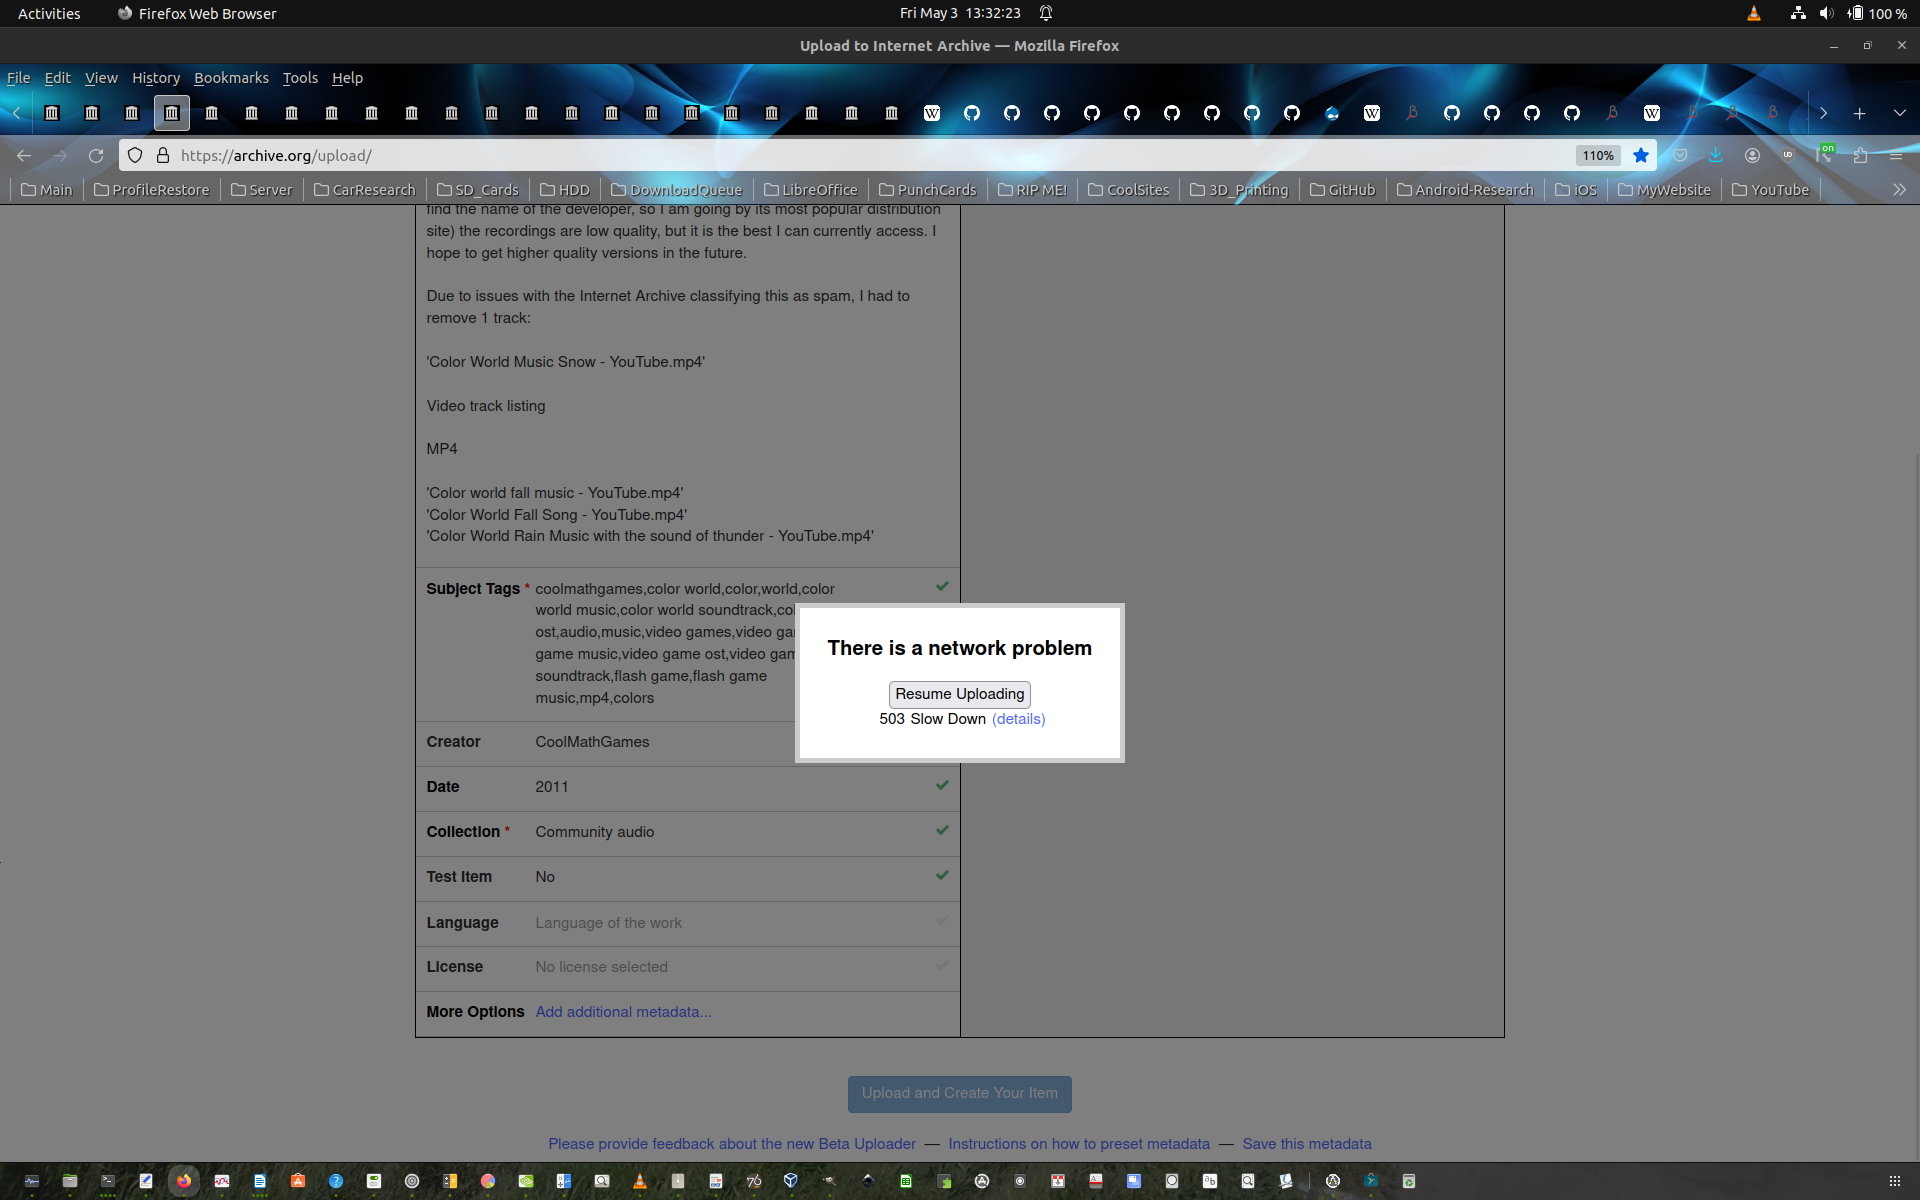 Activities
Firefox Web Browser
Fri May 3 13:32:23
100 %
Upload to Internet Archive — Mozilla Firefox
File Edit View History Bookmarks Tools Help
https://archive.org/upload/
110%
on
Main ProfileRestore Server CarResearch SD_Cards HDD DownloadQueue LibreOffice PunchCards RIP ME! CoolSites 3D_Printing GitHub Android-Research iOS MyWebsite YouTube
find the name of the developer, so I am going by its most popular distribution
site) the recordings are low quality, but it is the best I can currently access. I
hope to get higher quality versions in the future.
Due to issues with the Internet Archive classifying this as spam, I had to
remove 1 track:
'Color World Music Snow - YouTube.mp4'
Video track listing
MP4
'Color world fall music - YouTube.mp4'
'Color World Fall Song - YouTube.mp4'
'Color World Rain Music with the sound of thunder - YouTube.mp4'
Subject Tags * coolmathgames,color world,color,world,color
world music,color world soundtrack,co
ost,audio,music,video games,video ga
game music,video game ost,video gam
soundtrack,flash game,flash game
music,mp4,colors
There is a network problem
Resume Uploading
503 Slow Down (details)
Creator CoolMathGames
Date 2011
Collection * Community audio
Test Item No
Language Language of the work
License No license selected
More Options Add additional metadata...
Upload and Create Your Item
Please provide feedback about the new Beta Uploader — Instructions on how to preset metadata — Save this metadata